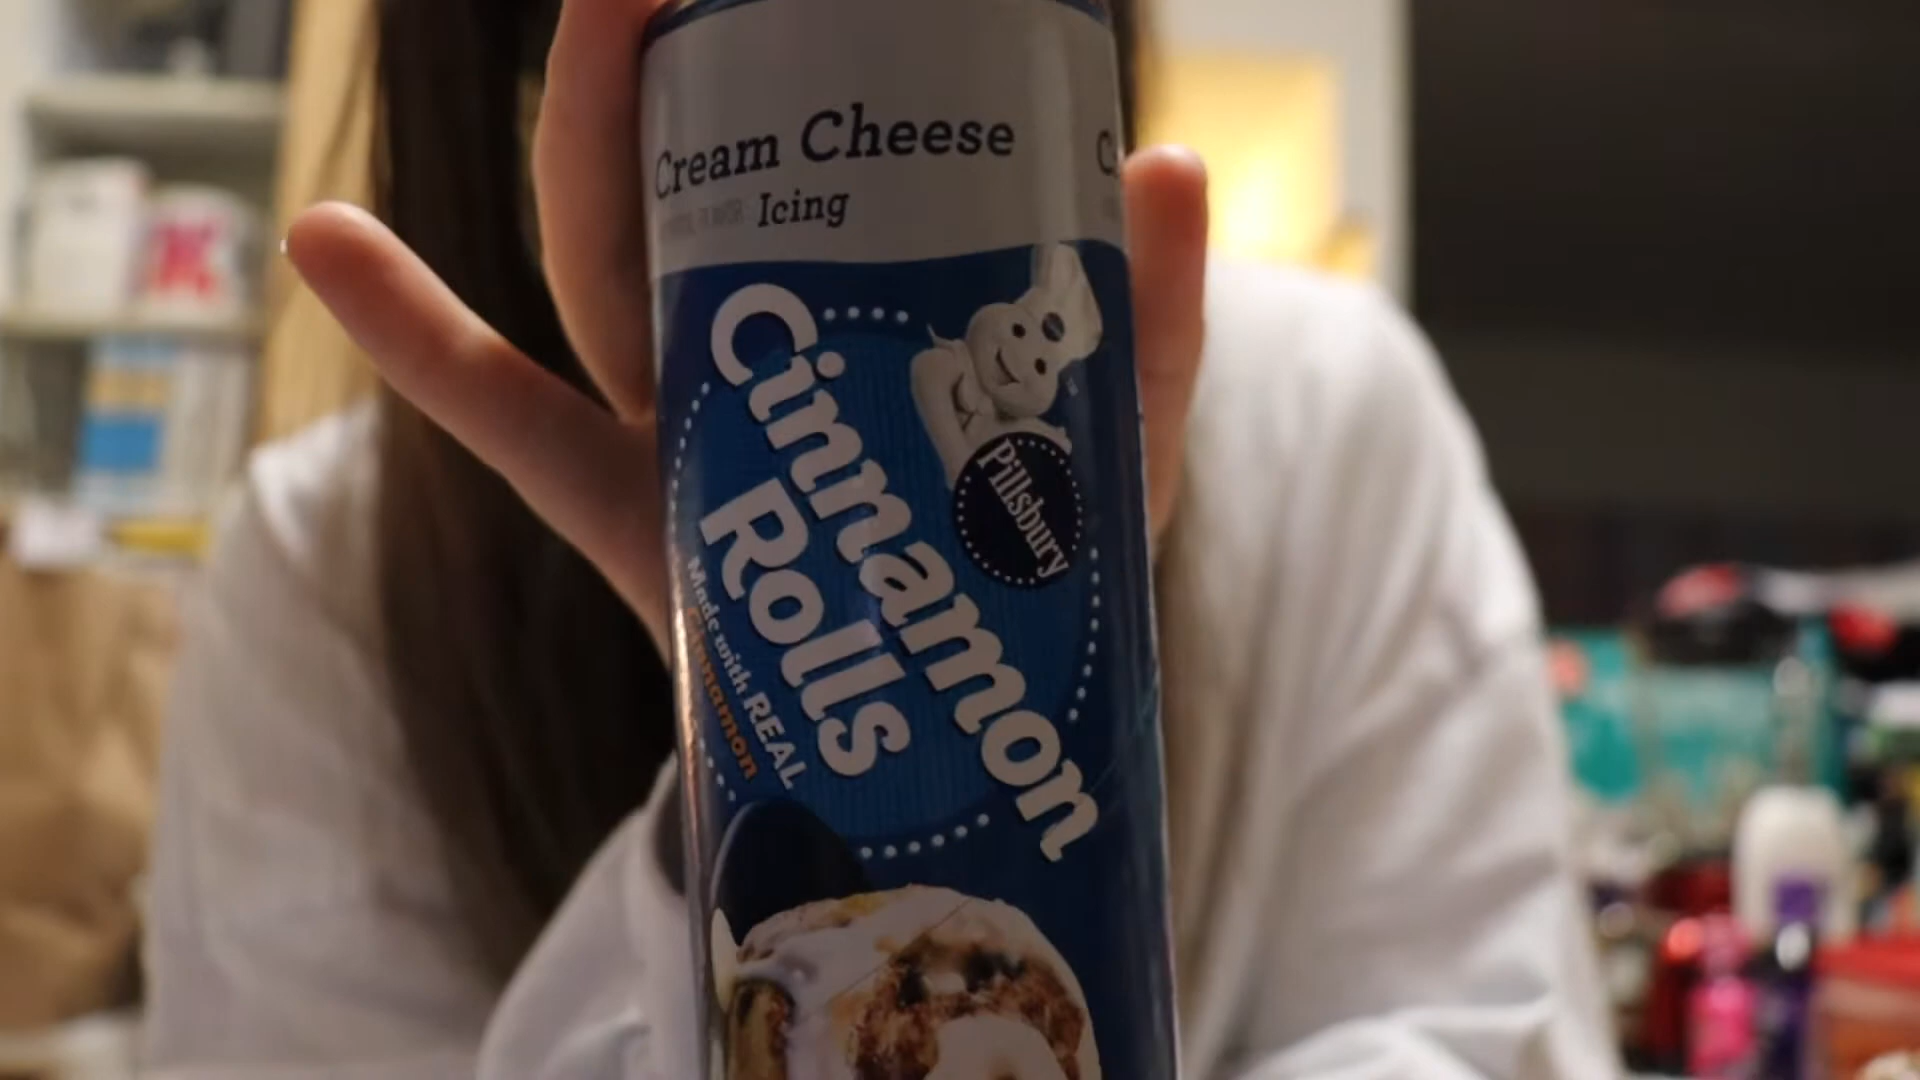 Cream Cheese
Icing
Pillsbury
Cinnamon
Rolls
Made with REAL
Cinnamon